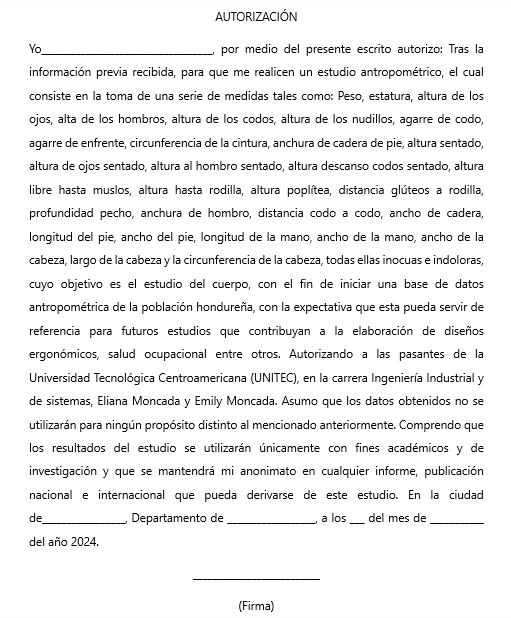 AUTORIZACIÓN
Yo______________________________, por medio del presente escrito autorizo: Tras la
información previa recibida, para que me realicen un estudio antropométrico, el cual
consiste en la toma de una serie de medidas tales como: Peso, estatura, altura de los
ojos, alta de los hombros, altura de los codos, altura de los nudillos, agarre de codo,
agarre de enfrente, circunferencia de la cintura, anchura de cadera de pie, altura sentado,
altura de ojos sentado, altura al hombro sentado, altura descanso codos sentado, altura
libre hasta muslos, altura hasta rodilla, altura poplítea, distancia glúteos a rodilla,
profundidad pecho, anchura de hombro, distancia codo a codo, ancho de cadera,
longitud del pie, ancho del pie, longitud de la mano, ancho de la mano, ancho de la
cabeza, largo de la cabeza y la circunferencia de la cabeza, todas ellas inocuas e indoloras,
cuyo objetivo es el estudio del cuerpo, con el fin de iniciar una base de datos
antropométrica de la población hondureña, con la expectativa que esta pueda servir de
referencia para futuros estudios que contribuyan a la elaboración de diseños
ergonómicos, salud ocupacional entre otros. Autorizando a las pasantes de la
Universidad Tecnológica Centroamericana (UNITEC), en la carrera Ingeniería Industrial y
de sistemas, Eliana Moncada y Emily Moncada. Asumo que los datos obtenidos no se
utilizarán para ningún propósito distinto al mencionado anteriormente. Comprendo que
los resultados del estudio se utilizarán únicamente con fines académicos y de
investigación y que se mantendrá mi anonimato en cualquier informe, publicación
nacional e internacional que pueda derivarse de este estudio. En la ciudad
de_______________, Departamento de ________________, a los ___ del mes de __________
del año 2024.
_______________________
(Firma)